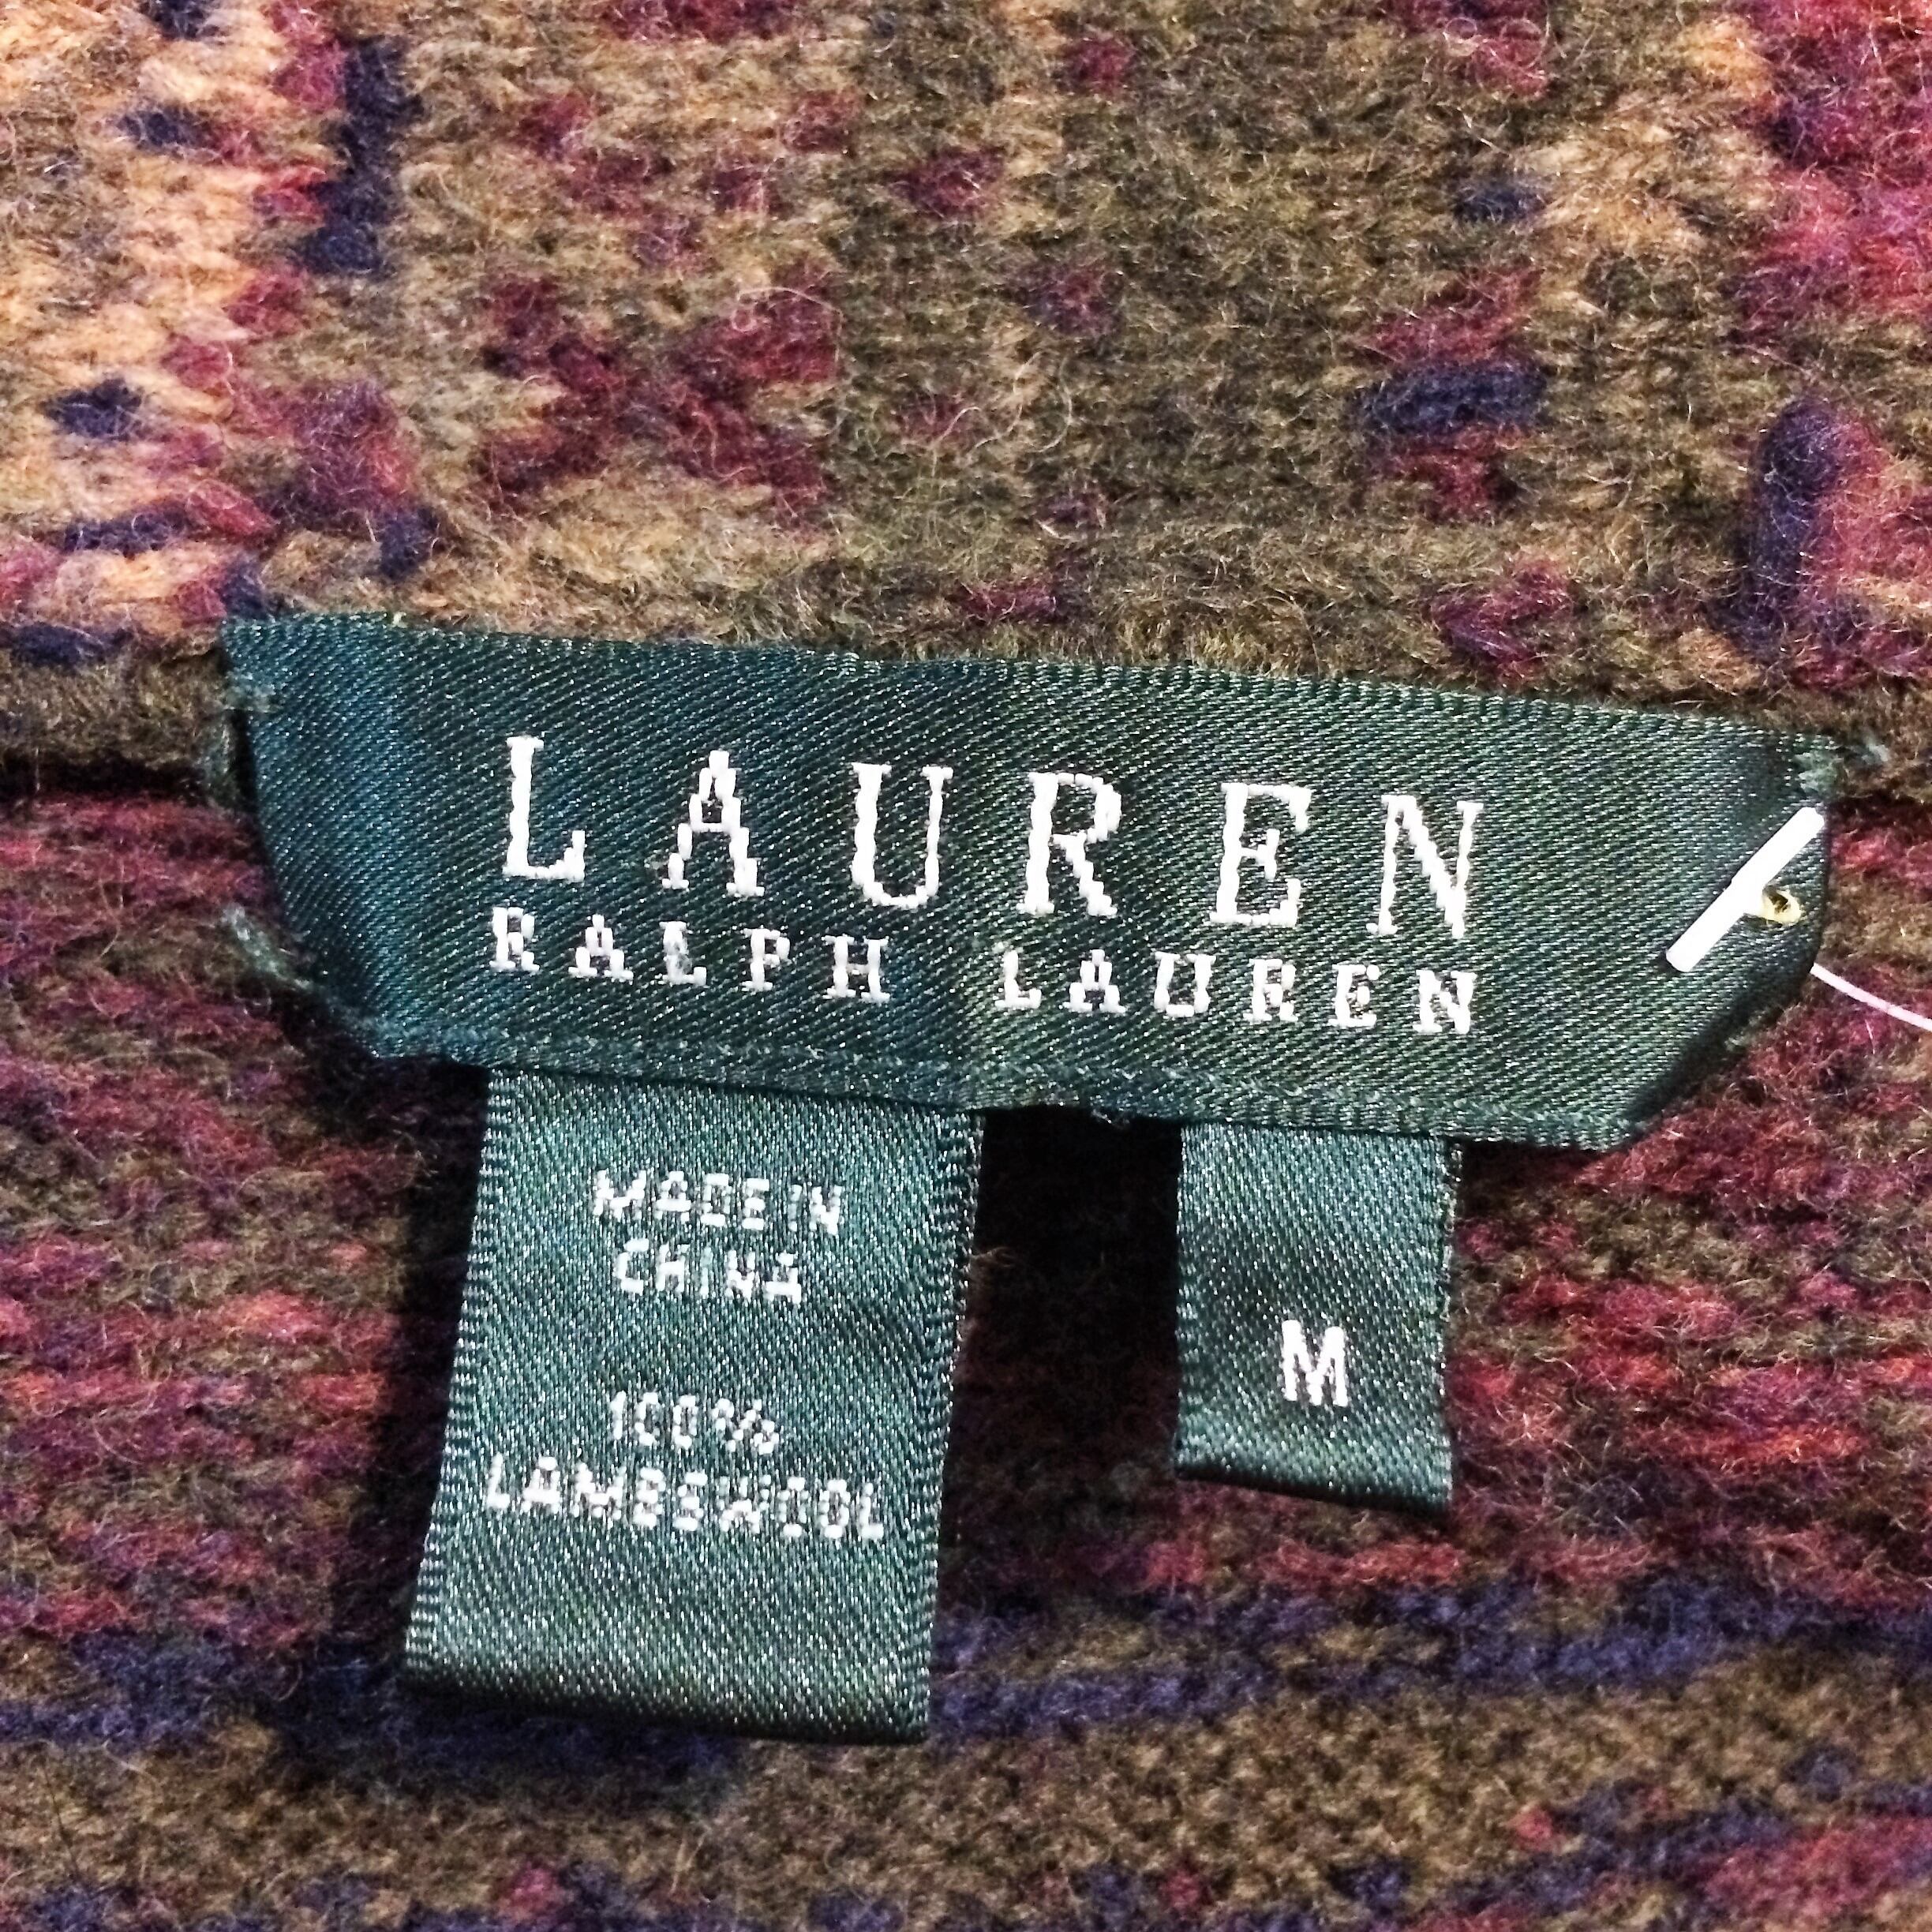 LAUREN
RALPH LAUREN
MADE IN
CHINA
100%
LAMBSWOOL
M